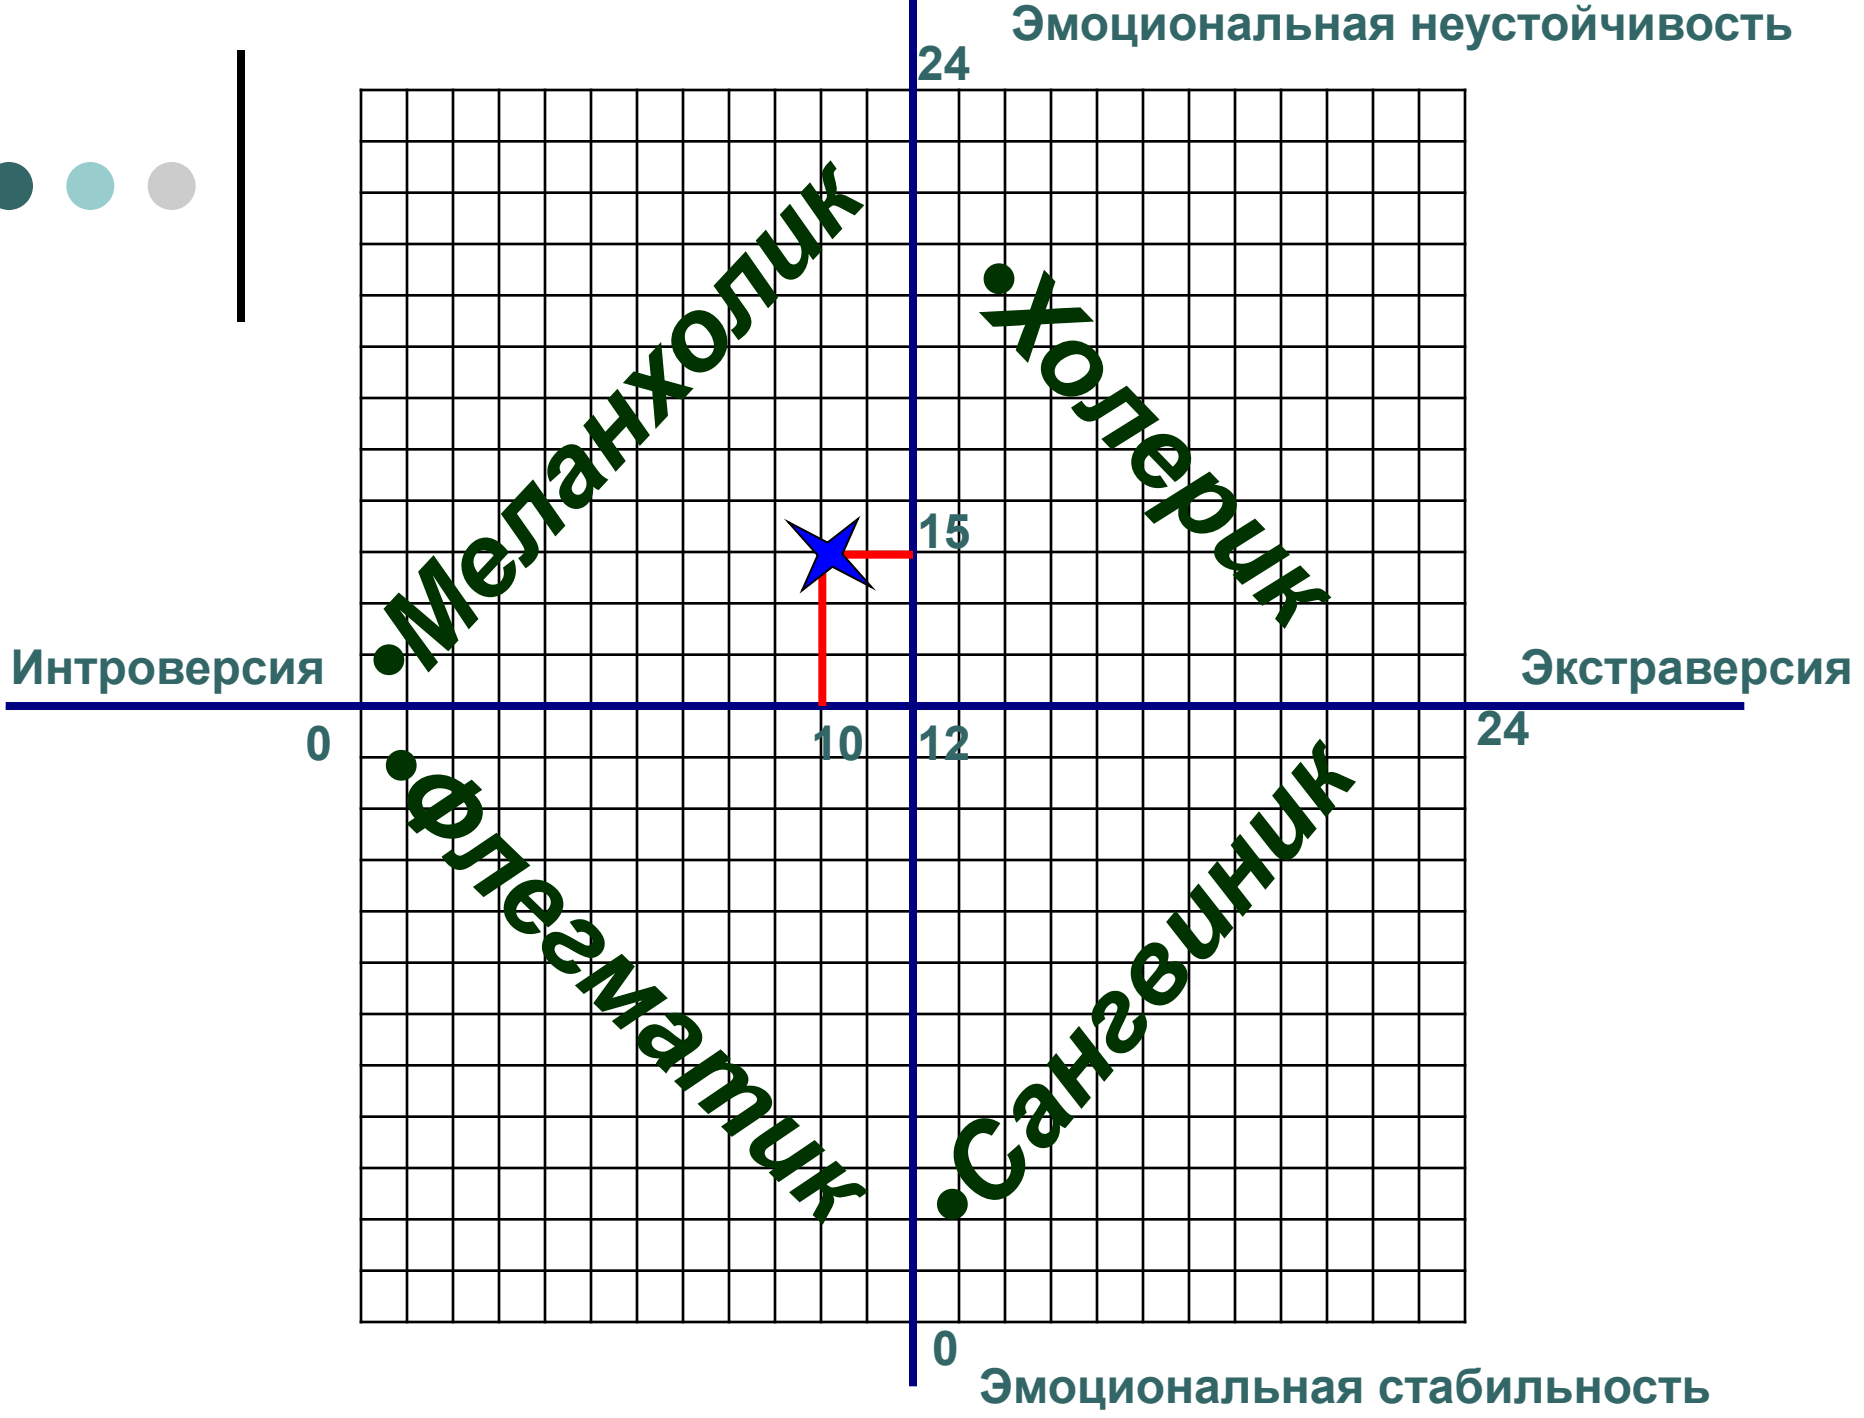 Эмоциональная неустойчивость
24
•Меланхолик
•Холерик
15
Интроверсия
Экстраверсия
0
10
12
24
•Флегматик
•Сангвиник
0
Эмоциональная стабильность